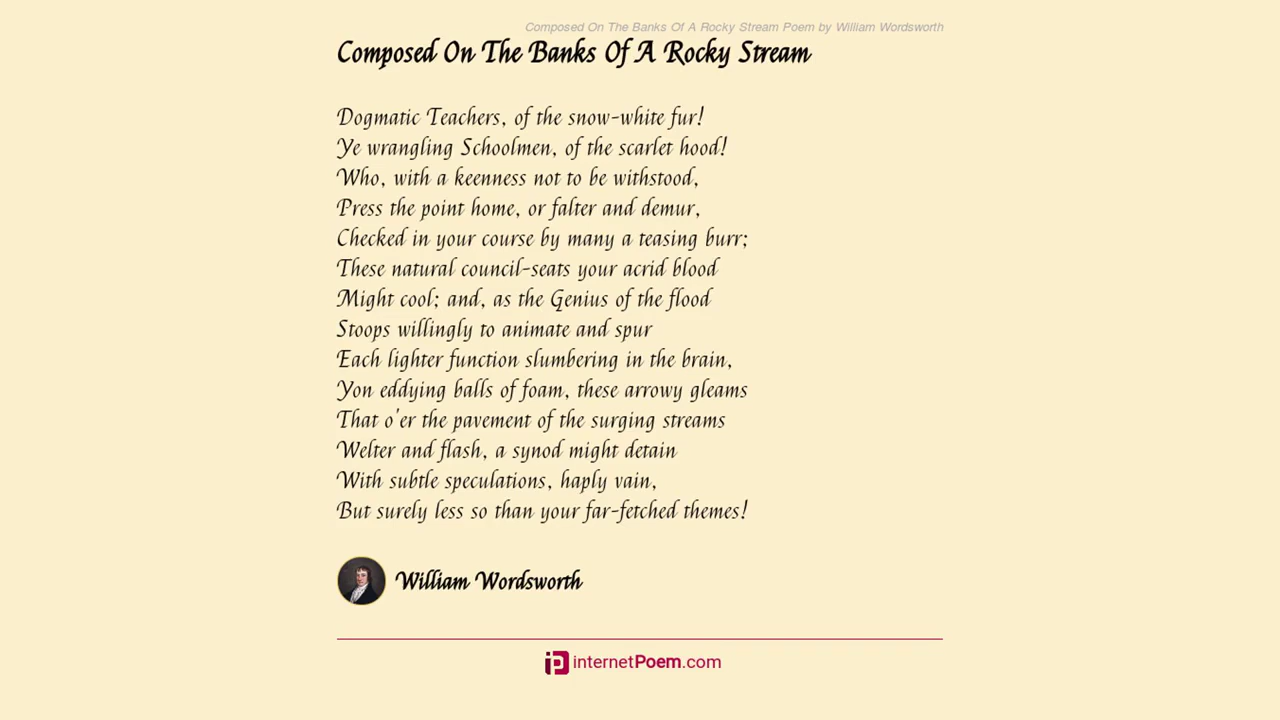 Composed On The Banks Of A Rocky Stream Poem by William Wordsworth
Composed On The Banks Of A Rocky Stream
Dogmatic Teachers, of the snow-white fur!
Ye wrangling Schoolmen, of the scarlet hood!
Who, with a keenness not to be withstood,
Press the point home, or falter and demur,
Checked in your course by many a teasing burr;
These natural council-seats your acrid blood
Might cool; and, as the Genius of the flood
Stoops willingly to animate and spur
Each lighter function slumbering in the brain,
Yon eddying balls of foam, these arrowy gleams
That o'er the pavement of the surging streams
Welter and flash, a synod might detain
With subtle speculations, haply vain,
But surely less so than your far-fetched themes!
William Wordsworth
internetPoem.com